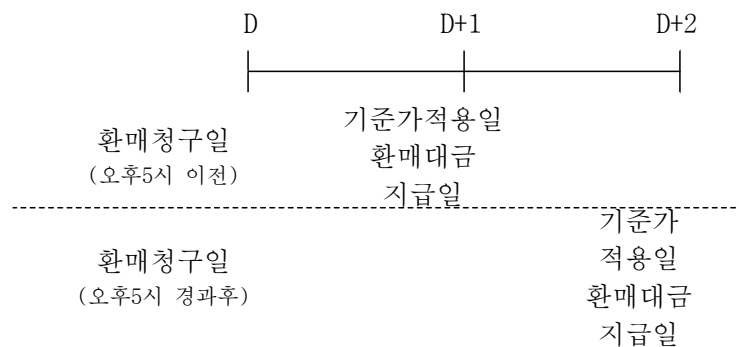 D D+1 D+2
환매청구일
(오후5시 이전)
기준가적용일
환매대금
지급일
환매청구일
(오후5시 경과후)
기준가
적용일
환매대금
지급일